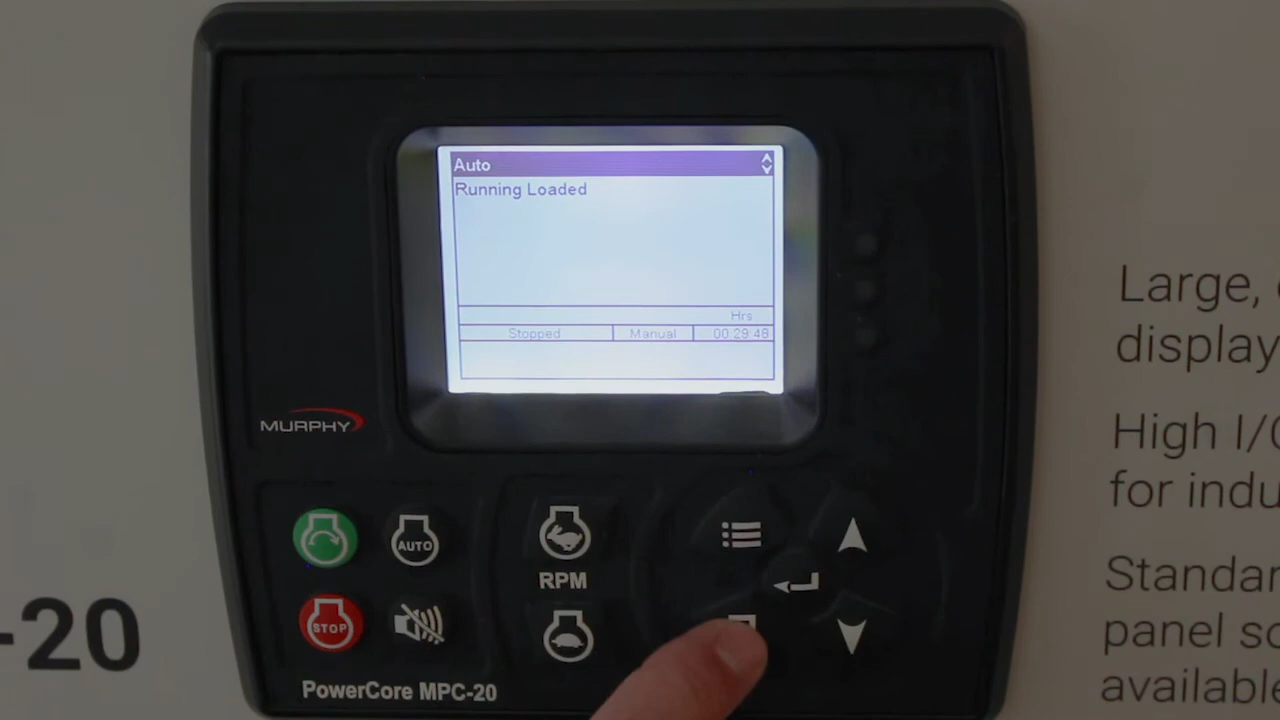 Auto
Running Loaded
Hrs
Stopped Manual 00:29:48
MURPHY
AUTO
RPM
STOP
PowerCore MPC-20
-20
Large,
display
High I/
for indu
Standar
panel so
available